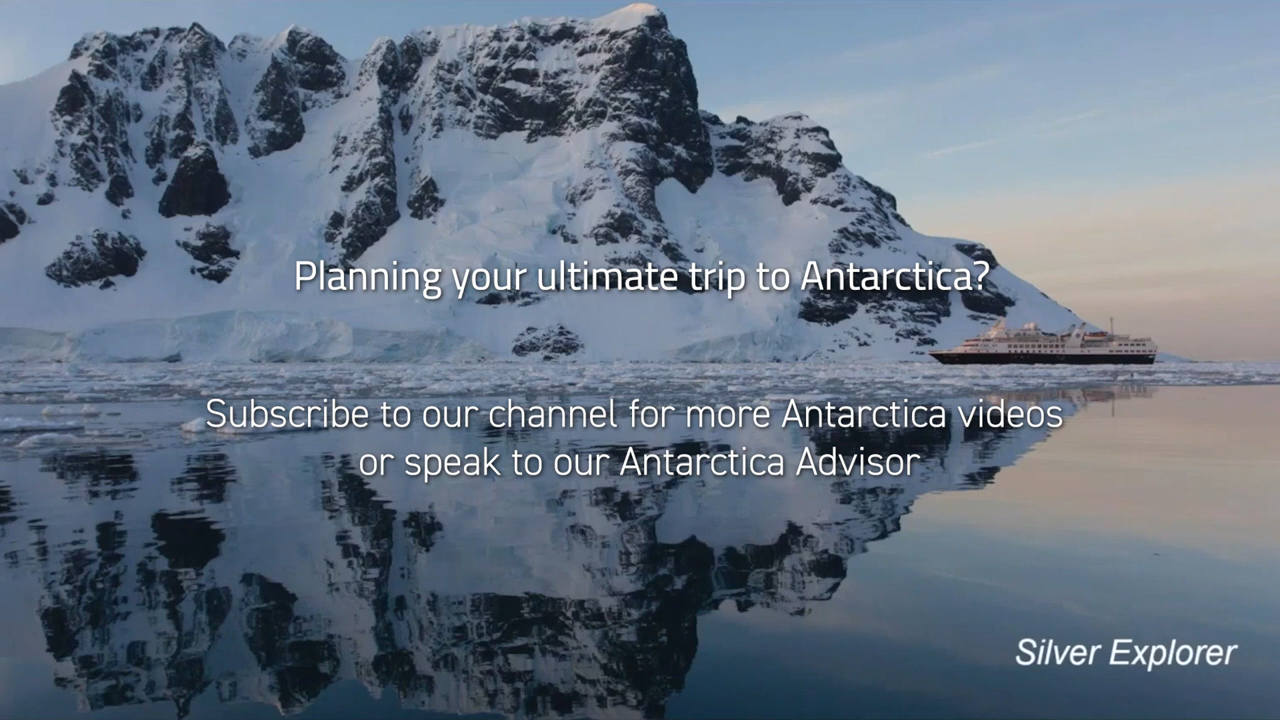 Planning your ultimate trip to Antarctica?
Subscribe to our channel for more Antarctica videos
or speak to our Antarctica Advisor
Silver Explorer